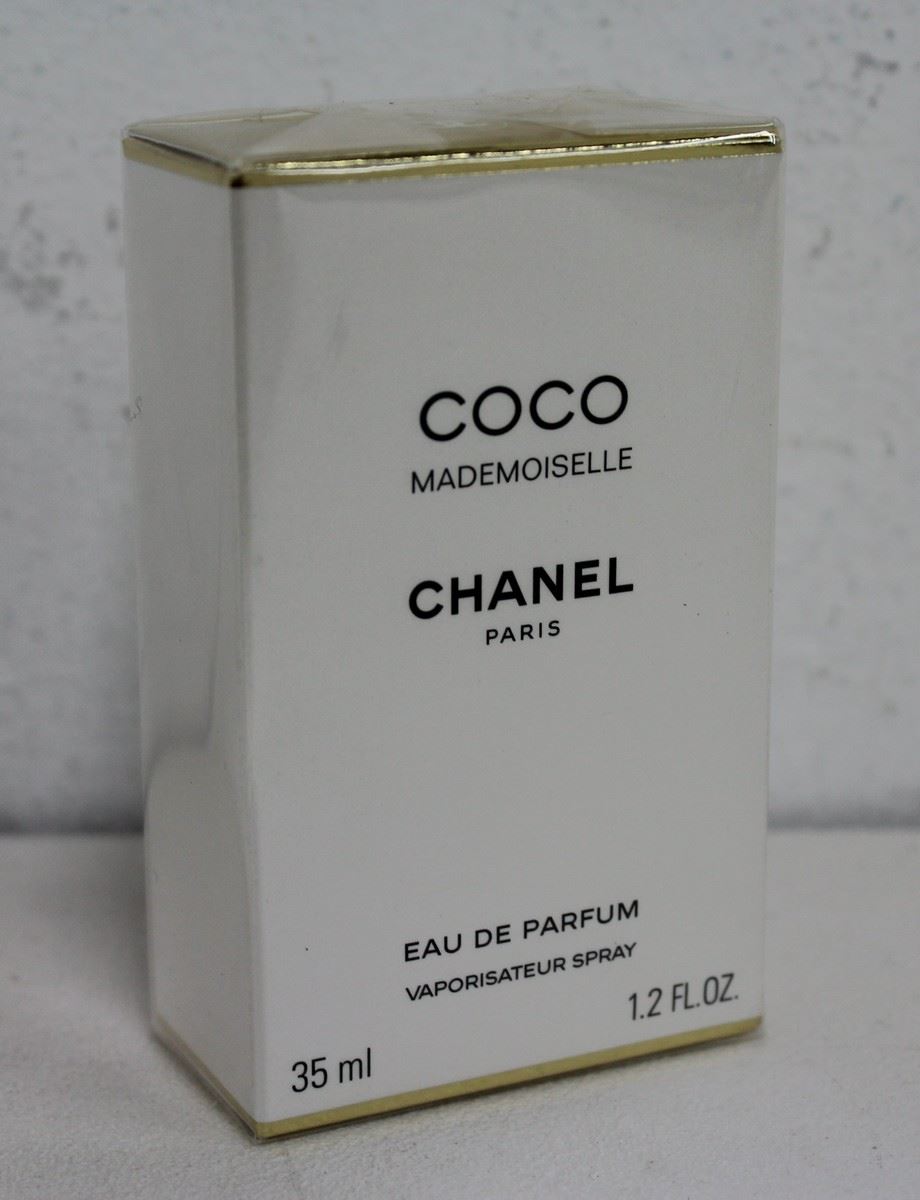 COCO
MADEMOISELLE
CHANEL
PARIS
EAU DE PARFUM
VAPORISATEUR SPRAY
35 ml
1.2 FL.OZ.